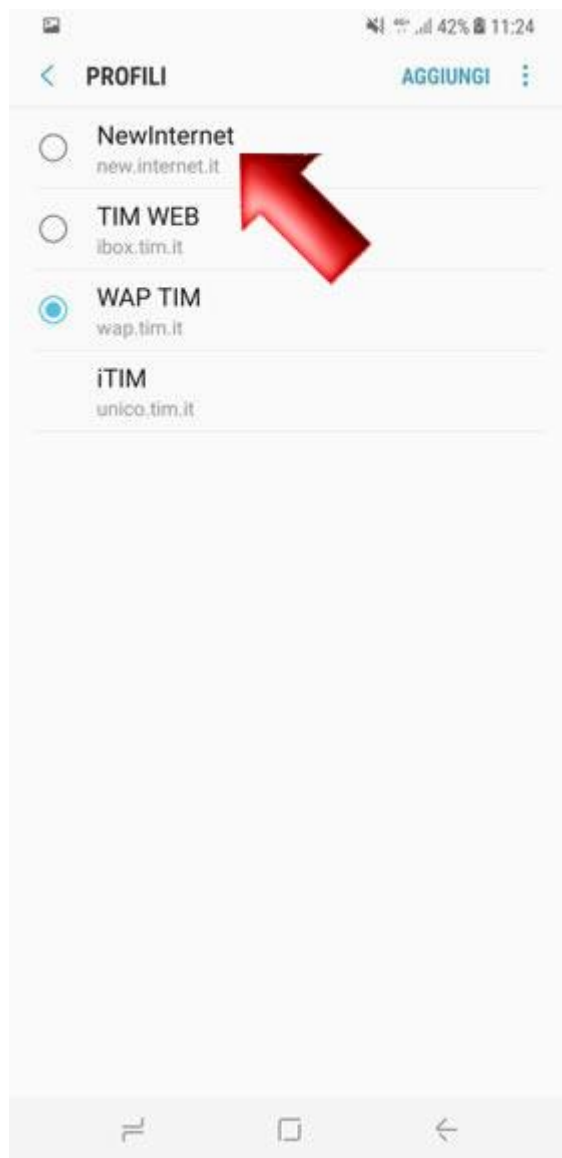 42% 11:24
PROFILI AGGIUNGI
NewInternet
new.internet.it
TIM WEB
ibox.tim.it
WAP TIM
wap.tim.it
iTIM
unico.tim.it